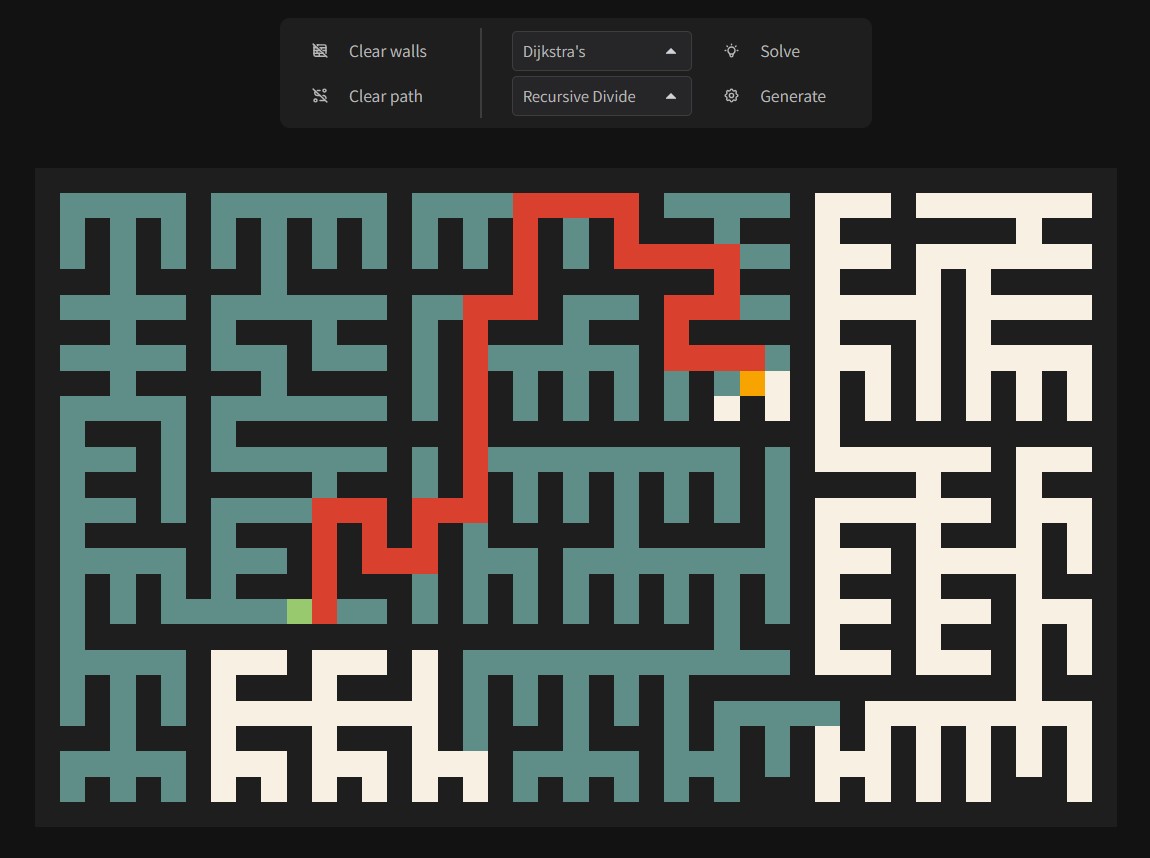 Clear walls
Dijkstra's
Solve
Clear path
Recursive Divide
Generate